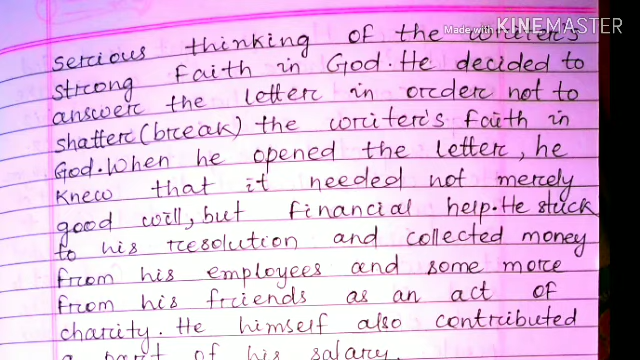 Made with KINEMASTER
serious thinking of the writer's
strong faith in God. He decided to
answer the letter in order not to
shatter (break) the writer's faith in
God. When he opened the letter, he
knew that it needed not merely
good will, but financial help. He stuck
to his resolution and collected money
from his employees and some more
from his friends as an act of
charity. He himself also contributed
a part of his salary.